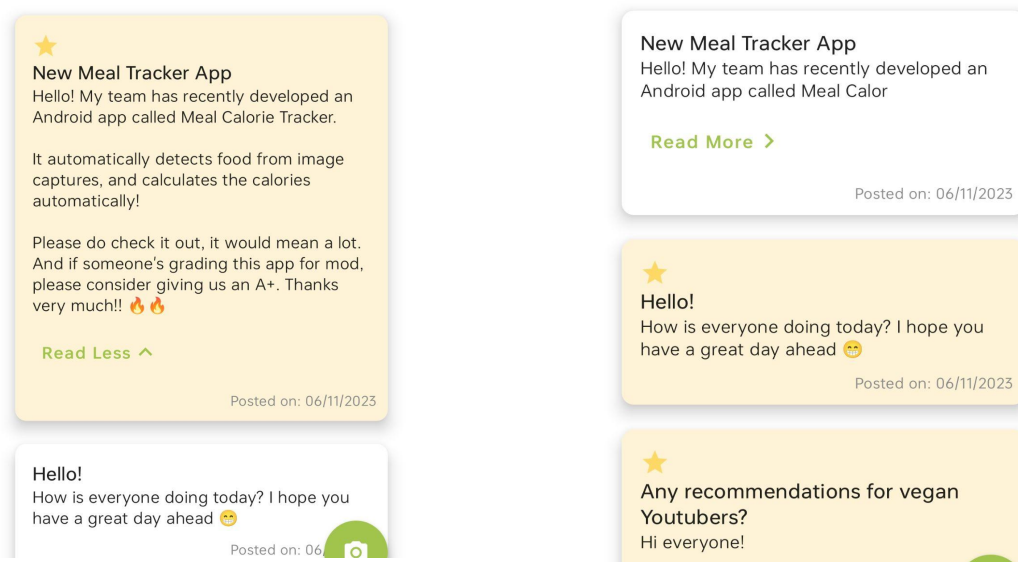 New Meal Tracker App
Hello! My team has recently developed an
Android app called Meal Calorie Tracker.
It automatically detects food from image
captures, and calculates the calories
automatically!
Please do check it out, it would mean a lot.
And if someone's grading this app for mod,
please consider giving us an A+. Thanks
very much!! 🔥🔥
Read Less
Posted on: 06/11/2023
Hello!
How is everyone doing today? I hope you
have a great day ahead 😁
Posted on: 06/
New Meal Tracker App
Hello! My team has recently developed an
Android app called Meal Calor
Read More
Posted on: 06/11/2023
Hello!
How is everyone doing today? I hope you
have a great day ahead 😁
Posted on: 06/11/2023
Any recommendations for vegan
Youtubers?
Hi everyone!